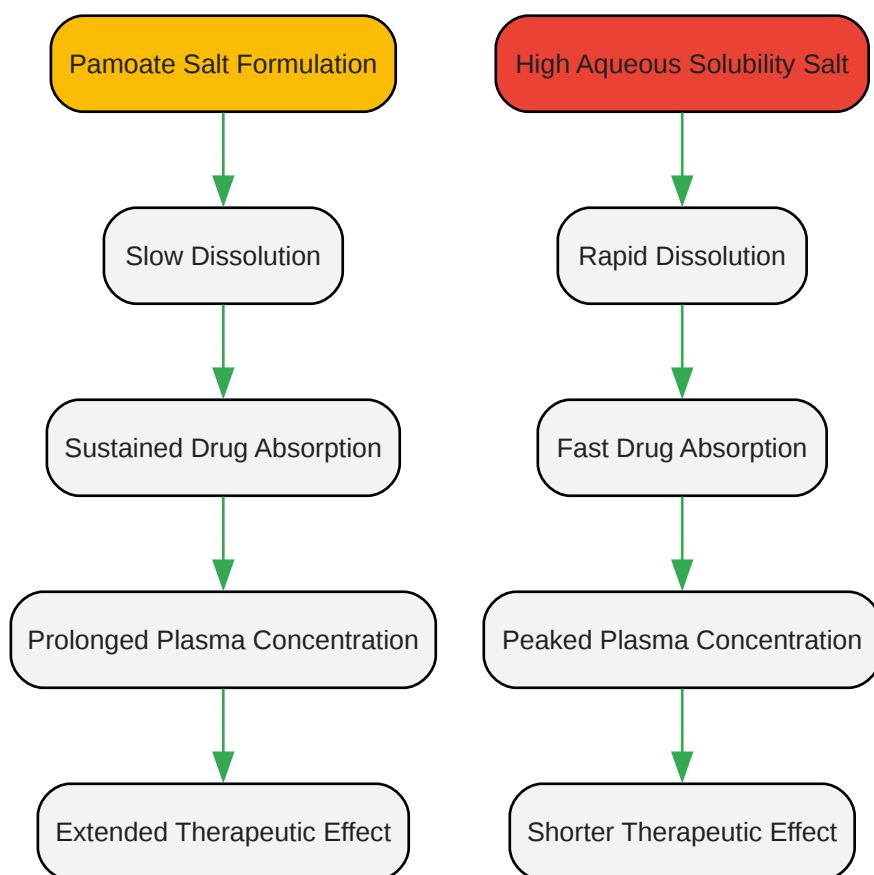 Pamoate Salt Formulation
High Aqueous Solubility Salt
Slow Dissolution
Rapid Dissolution
Sustained Drug Absorption
Fast Drug Absorption
Prolonged Plasma Concentration
Peaked Plasma Concentration
Extended Therapeutic Effect
Shorter Therapeutic Effect